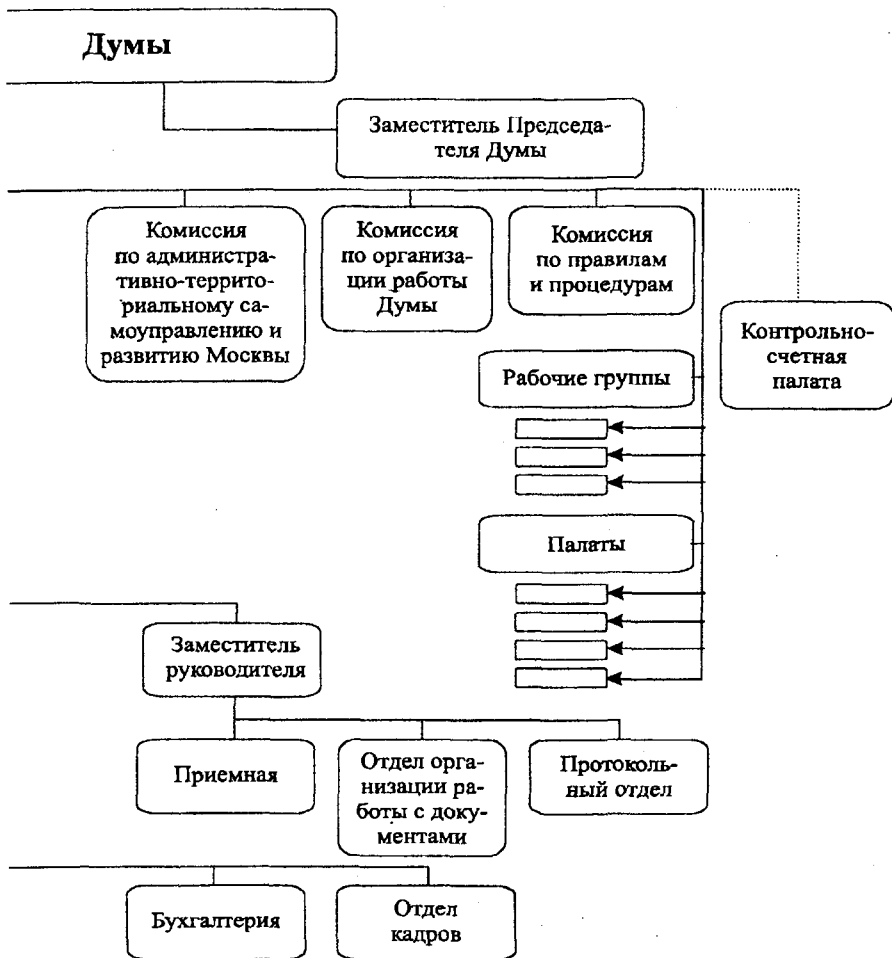 Думы
Заместитель Председа-
теля Думы
Комиссия
по администра-
тивно-террито-
риальному са-
моуправлению и
развитию Москвы
Комиссия
по организа-
ции работы
Думы
Комиссия
по правилам
и процедурам
Контрольно-
счетная
палата
Рабочие группы
Палаты
Заместитель
руководителя
Приемная
Отдел орга-
низации ра-
боты с доку-
ментами
Протоколь-
ный отдел
Бухгалтерия
Отдел
кадров